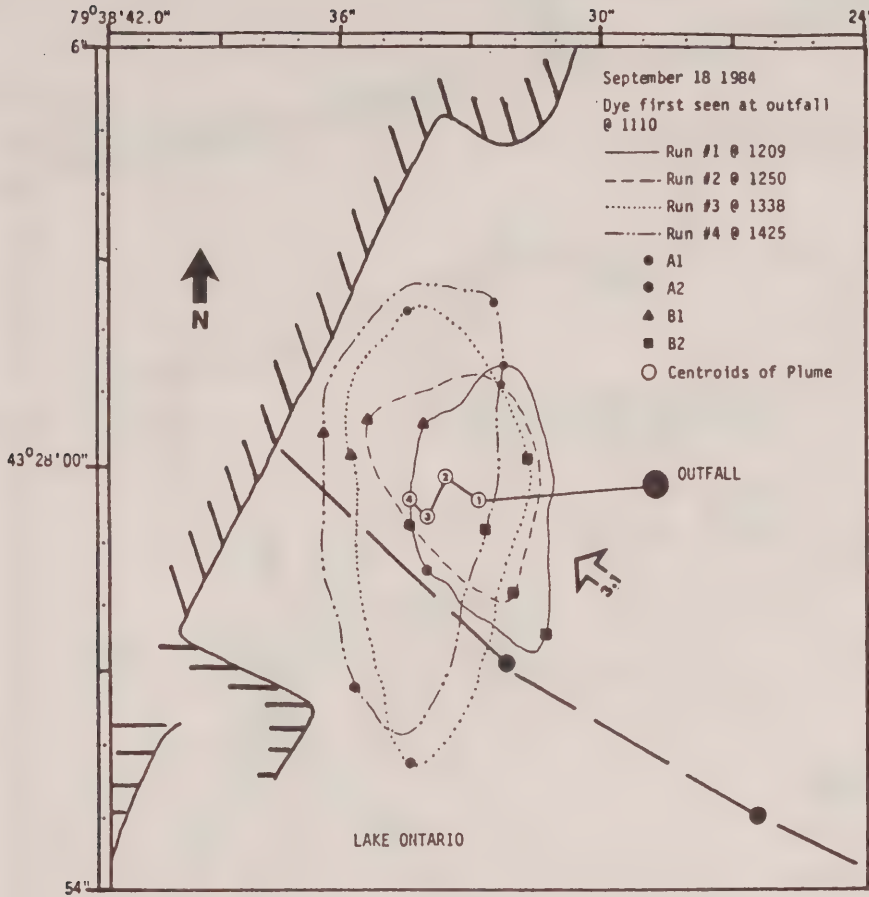 79°38'42.0" 36" 30" 24"
6"
September 18 1984
Dye first seen at outfall
@ 1110
Run #1 @ 1209
Run #2 @ 1250
Run #3 @ 1338
Run #4 @ 1425
A1
A2
B1
B2
Centroids of Plume
N
43°28'00"
OUTFALL
2
4
1
3
3.1
LAKE ONTARIO
54"